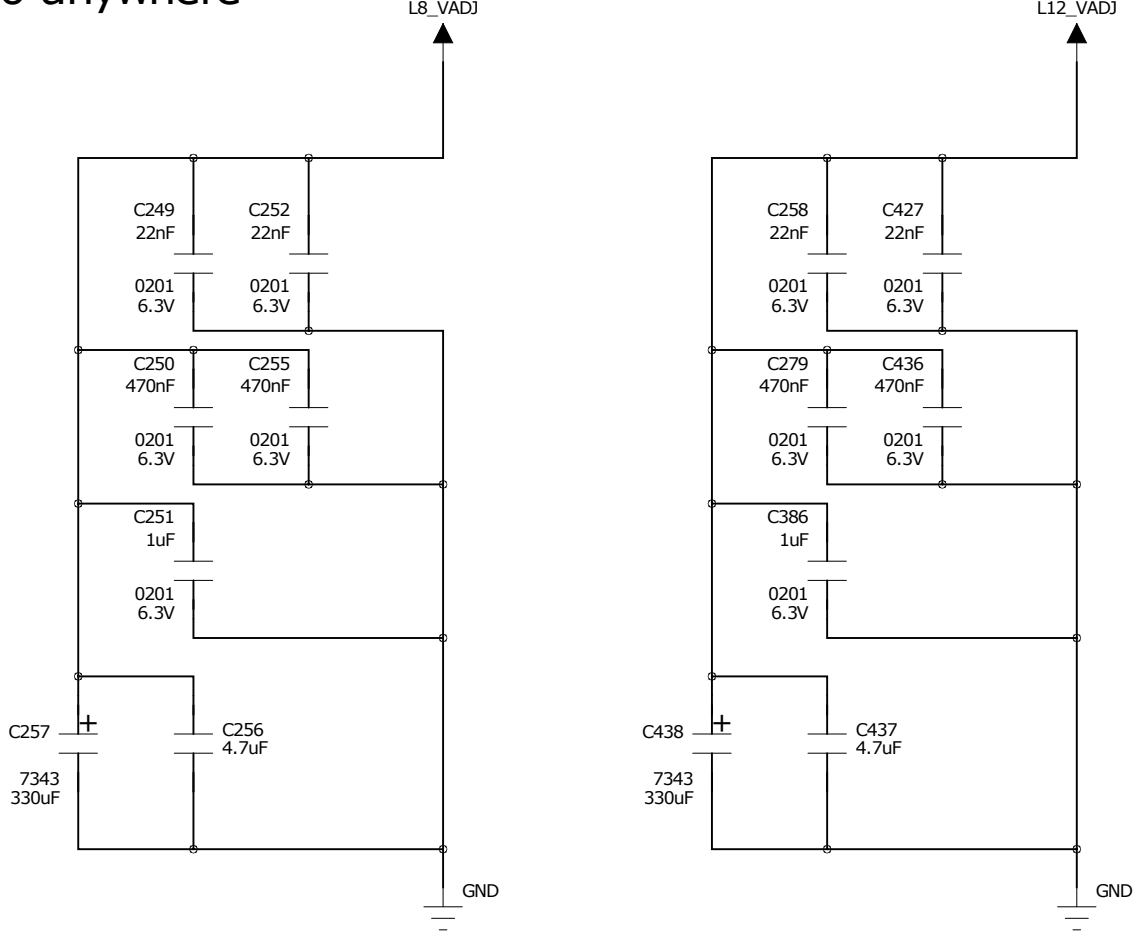 anywhere
L8_VADJ
L12_VADJ
C249
22nF
0201
6.3V
C252
22nF
0201
6.3V
C250
470nF
0201
6.3V
C255
470nF
0201
6.3V
C251
1uF
0201
6.3V
C257
+
7343
330uF
C256
4.7uF
GND
C258
22nF
0201
6.3V
C427
22nF
0201
6.3V
C279
470nF
0201
6.3V
C436
470nF
0201
6.3V
C386
1uF
0201
6.3V
C438
+
7343
330uF
C437
4.7uF
GND